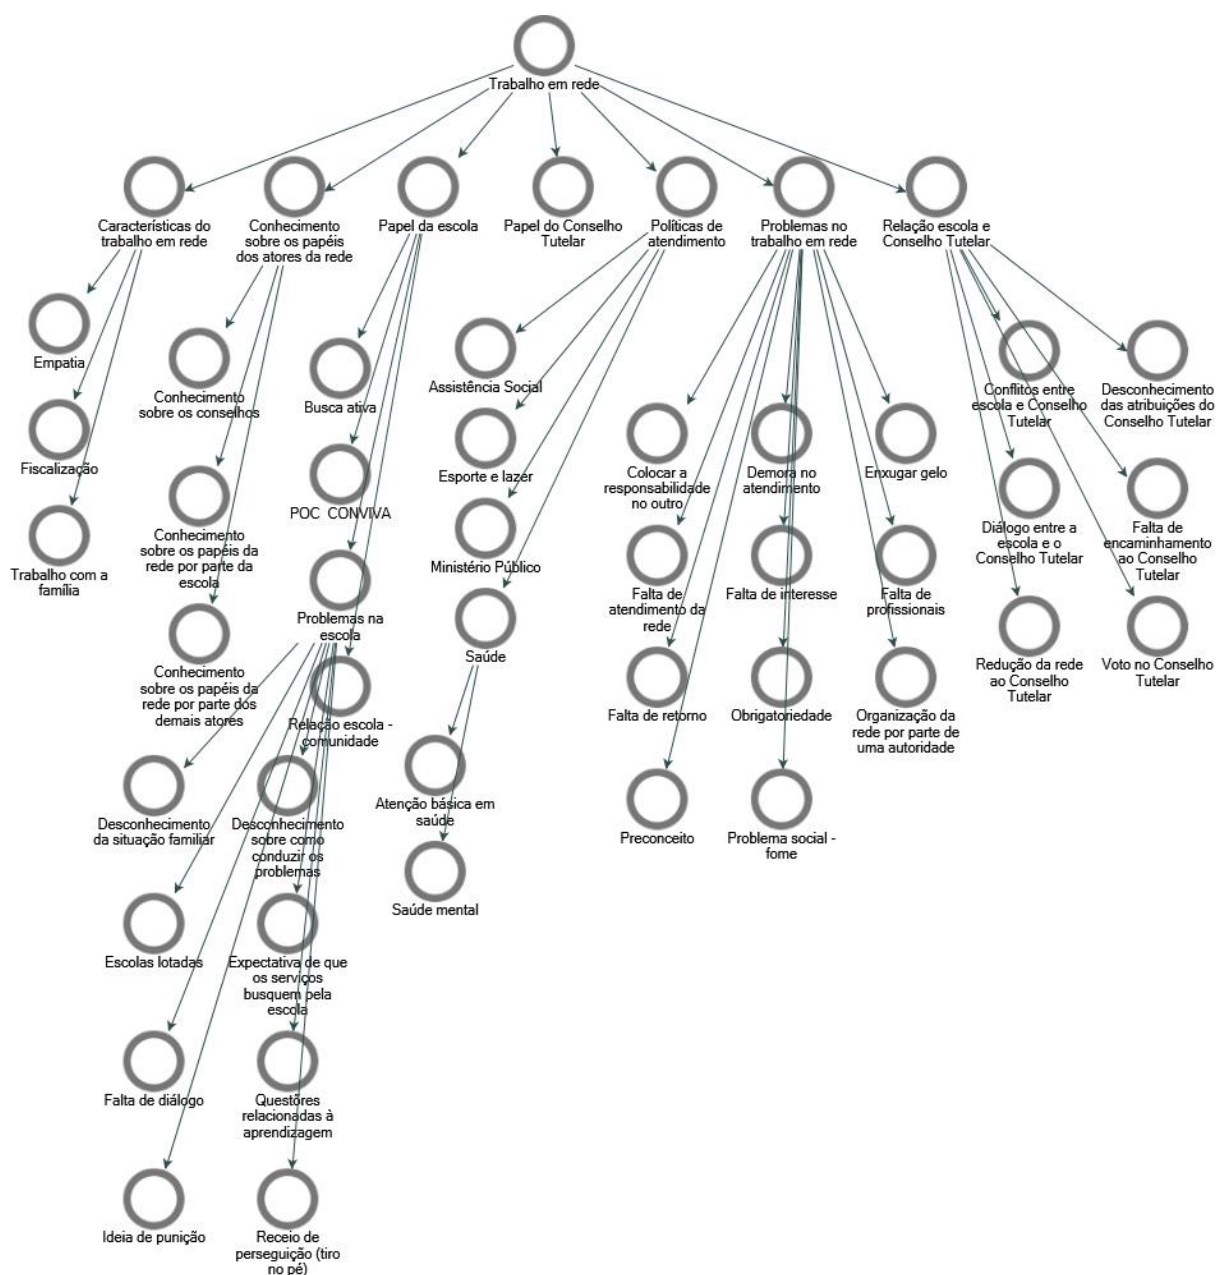 Trabalho em rede
Características do
trabalho em rede
Conhecimento
sobre os papéis
dos atores da rede
Papel da escola
Papel do Conselho
Tutelar
Políticas de
atendimento
Problemas no
trabalho em rede
Relação escola e
Conselho Tutelar
Empatia
Fiscalização
Trabalho com a
família
Conhecimento
sobre os conselhos
Conhecimento
sobre os papéis da
rede por parte da
escola
Conhecimento
sobre os papéis da
rede por parte dos
demais atores
Busca ativa
POC CONVIVA
Problemas na
escola
Relação escola -
comunidade
Desconhecimento
da situação familiar
Escolas lotadas
Falta de diálogo
Ideia de punição
Desconhecimento
sobre como
conduzir os
problemas
Expectativa de que
os serviços
busquem pela
escola
Questões
relacionadas à
aprendizagem
Receio de
perseguição (tiro
no pé)
Assistência Social
Esporte e lazer
Ministério Público
Saúde
Atenção básica em
saúde
Saúde mental
Colocar a
responsabilidade
no outro
Falta de
atendimento da
rede
Falta de retorno
Preconceito
Demora no
atendimento
Falta de interesse
Obrigatoriedade
Problema social -
fome
Enxugar gelo
Falta de
profissionais
Organização da
rede por parte de
uma autoridade
Conflitos entre
escola e Conselho
Tutelar
Diálogo entre a
escola e o
Conselho Tutelar
Redução da rede
ao Conselho
Tutelar
Desconhecimento
das atribuições do
Conselho Tutelar
Falta de
encaminhamento
ao Conselho
Tutelar
Voto no Conselho
Tutelar